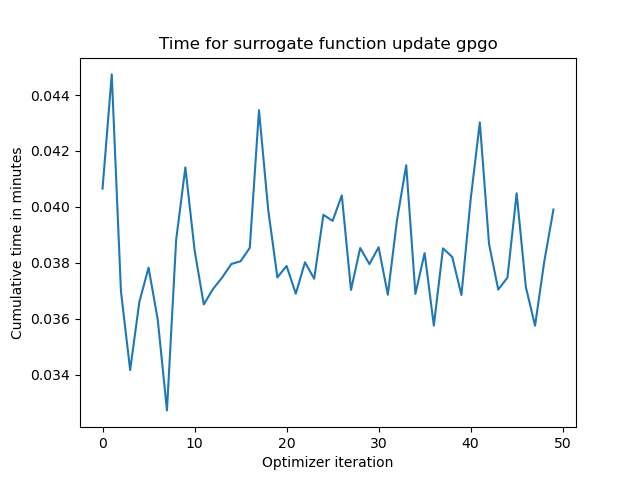 Time for surrogate function update gpgo
Cumulative time in minutes
0.044
0.042
0.040
0.038
0.036
0.034
0 10 20 30 40 50
Optimizer iteration